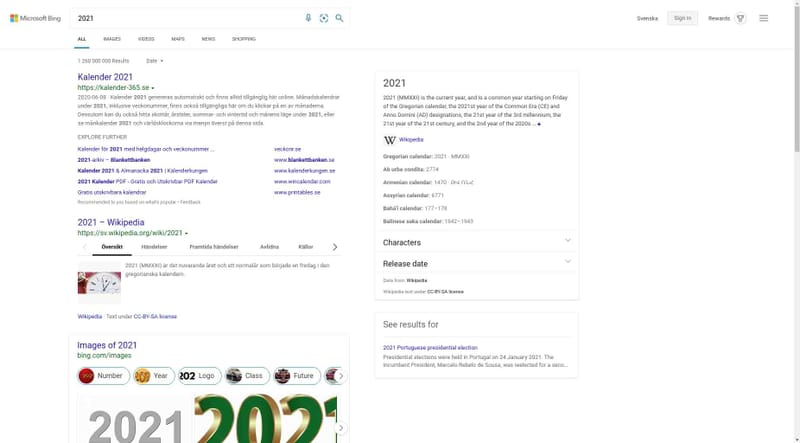 Microsoft Bing
2021
Svenska
Sign in
Rewards
ALL
IMAGES
VIDEOS
MAPS
NEWS
SHOPPING
1 260 000 000 Results
Date
Kalender 2021
https://kalender-365.se
2020-06-08 · Kalender 2021 genereras automatiskt och finns alltid tillgänglig här online. Månadskalendrar
under 2021, inklusive veckonummer, finns också tillgängliga här om du klickar på en av månaderna.
Dessutom kan du också hitta skottår, årstider, sommar- och vintertid och månens läge under 2021, eller
se månkalender 2021 och världsklockorna via menyn överst på denna sida.
EXPLORE FURTHER
Kalender för 2021 med helgdagar och veckonummer ...
veckonr.se
2021-arkiv - Blankettbanken
www.blankettbanken.se
Kalender 2021 & Almanacka 2021 | Kalenderkungen
www.kalenderkungen.se
2021 Kalender PDF - Gratis och Utskrivbar PDF Kalender
www.wincalendar.com
Gratis utskrivbara kalendrar
www.printables.se
Recommended to you based on what's popular • Feedback
2021 – Wikipedia
https://sv.wikipedia.org/wiki/2021
Översikt
Händelser
Framtida händelser
Avlidna
Källor
2021 (MMXXI) är det nuvarande året och ett normalår som började en fredag i den
gregorianska kalendern.
Wikipedia · Text under CC-BY-SA license
Images of 2021
bing.com/images
Number
Year
2021 Logo
Class
Future
2021
2021
2021
2021 (MMXXI) is the current year, and is a common year starting on Friday
of the Gregorian calendar, the 2021st year of the Common Era (CE) and
Anno Domini (AD) designations, the 21st year of the 3rd millennium, the
21st year of the 21st century, and the 2nd year of the 2020s ...
W Wikipedia
Gregorian calendar: 2021 · MMXXI
Ab urbe condita: 2774
Armenian calendar: 1470 ·
Assyrian calendar: 6771
Bahá'í calendar: 177–178
Balinese saka calendar: 1942–1943
Characters
Release date
Data from: Wikipedia
Wikipedia text under CC-BY-SA license
See results for
2021 Portuguese presidential election
Presidential elections were held in Portugal on 24 January 2021. The
incumbent President, Marcelo Rebelo de Sousa, was reelected for a seco...